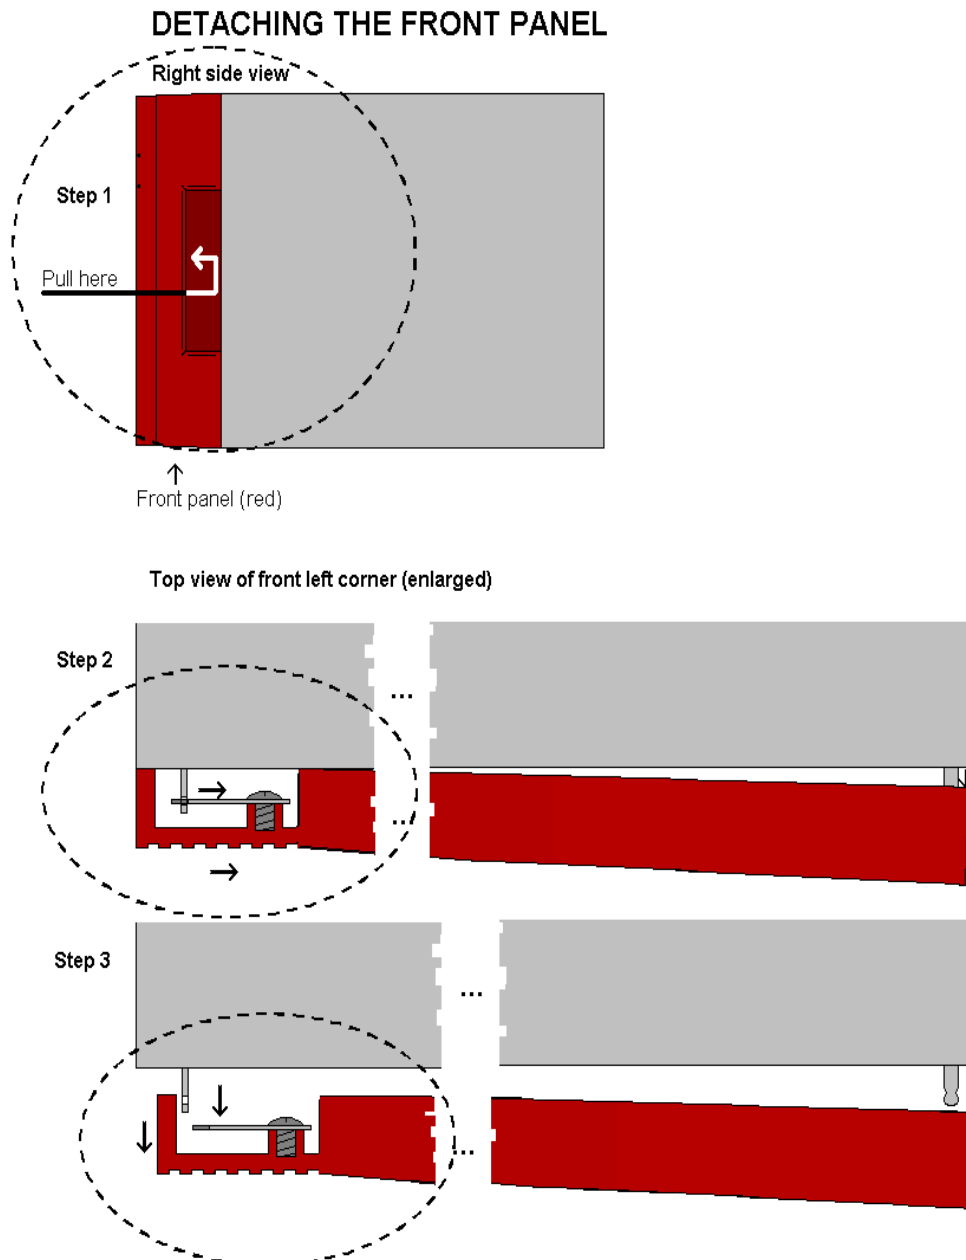 DETACHING THE FRONT PANEL
Right side view
Step 1
Pull here
Front panel (red)
Top view of front left corner (enlarged)
Step 2
...
...
Step 3
...
...